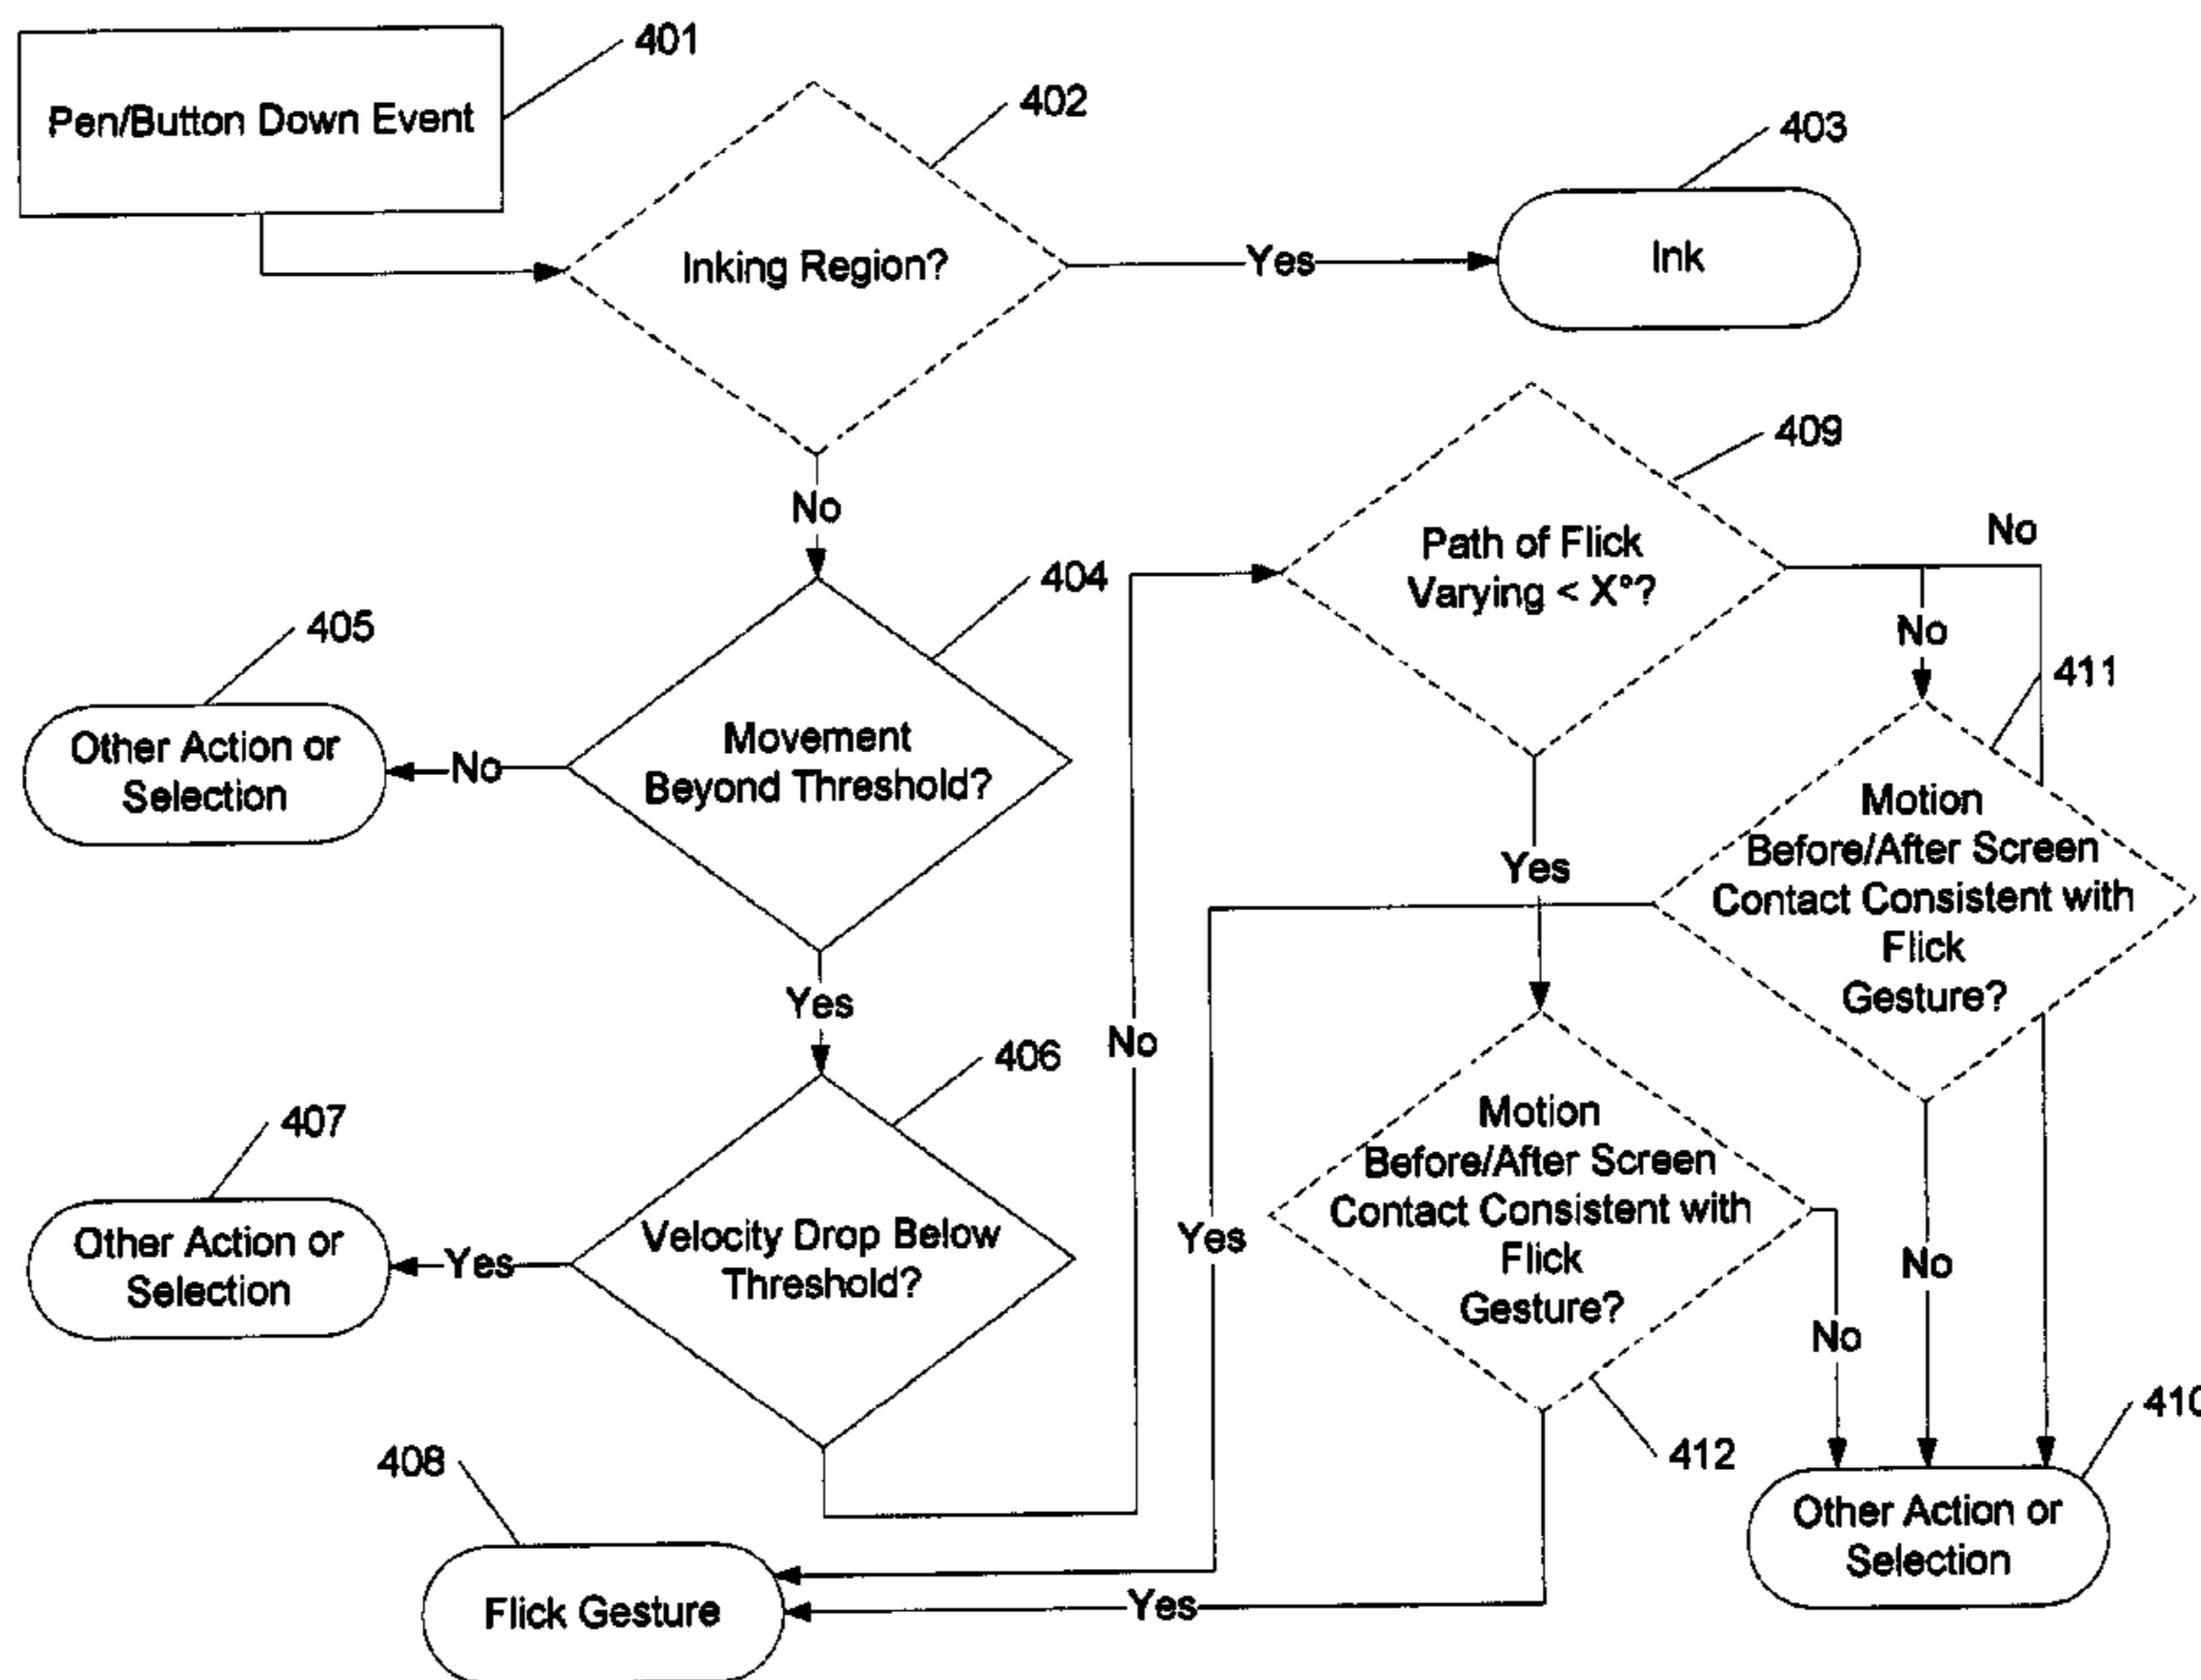 401
Pen/Button Down Event
402
Inking Region?
Yes
403
Ink
No
404
Movement
Beyond Threshold?
No
405
Other Action or
Selection
Yes
406
Velocity Drop Below
Threshold?
Yes
407
Other Action or
Selection
No
409
Path of Flick
Varying < X°?
No
No
411
Motion
Before/After Screen
Contact Consistent with
Flick
Gesture?
Yes
Yes
Motion
Before/After Screen
Contact Consistent with
Flick
Gesture?
412
No
No
410
Other Action or
Selection
408
Flick Gesture
Yes